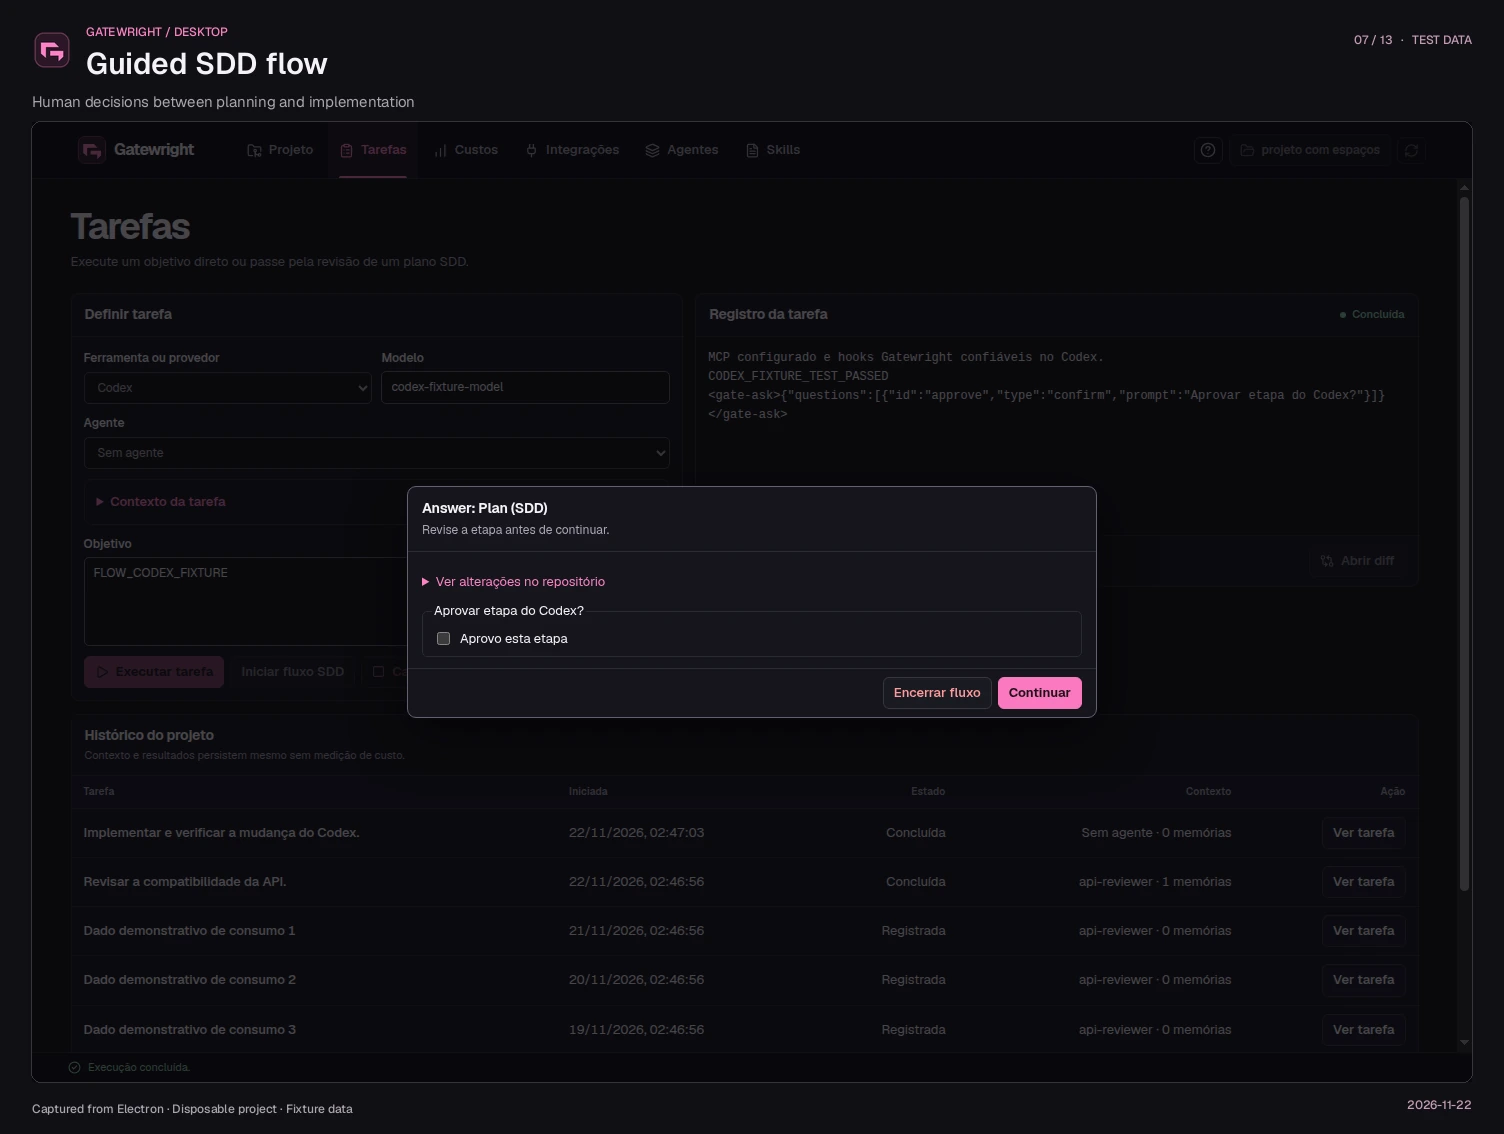 GATEWRIGHT / DESKTOP
Guided SDD flow
07 / 13 · TEST DATA
Human decisions between planning and implementation
Gatewright
Projeto
Tarefas
Custos
Integrações
Agentes
Skills
projeto com espaços
Tarefas
Execute um objetivo direto ou passe pela revisão de um plano SDD.
Definir tarefa
Ferramenta ou provedor
Modelo
Codex
codex-fixture-model
Agente
Sem agente
Contexto da tarefa
Objetivo
FLOW_CODEX_FIXTURE
Executar tarefa
Iniciar fluxo SDD
Registro da tarefa
Concluída
MCP configurado e hooks Gatewright confiáveis no Codex.
CODEX_FIXTURE_TEST_PASSED
<gate-ask>{"questions":[{"id":"approve","type":"confirm","prompt":"Aprovar etapa do Codex?"}]}
</gate-ask>
Abrir diff
Answer: Plan (SDD)
Revise a etapa antes de continuar.
Ver alterações no repositório
Aprovar etapa do Codex?
Aprovo esta etapa
Encerrar fluxo
Continuar
Histórico do projeto
Contexto e resultados persistem mesmo sem medição de custo.
Tarefa Iniciada Estado Contexto Ação
Implementar e verificar a mudança do Codex. 22/11/2026, 02:47:03 Concluída Sem agente · 0 memórias Ver tarefa
Revisar a compatibilidade da API. 22/11/2026, 02:46:56 Concluída api-reviewer · 1 memórias Ver tarefa
Dado demonstrativo de consumo 1 21/11/2026, 02:46:56 Registrada api-reviewer · 0 memórias Ver tarefa
Dado demonstrativo de consumo 2 20/11/2026, 02:46:56 Registrada api-reviewer · 0 memórias Ver tarefa
Dado demonstrativo de consumo 3 19/11/2026, 02:46:56 Registrada api-reviewer · 0 memórias Ver tarefa
Execução concluída.
Captured from Electron · Disposable project · Fixture data
2026-11-22